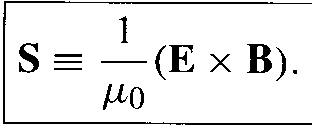 S ≡ 1/μ₀ (E × B).